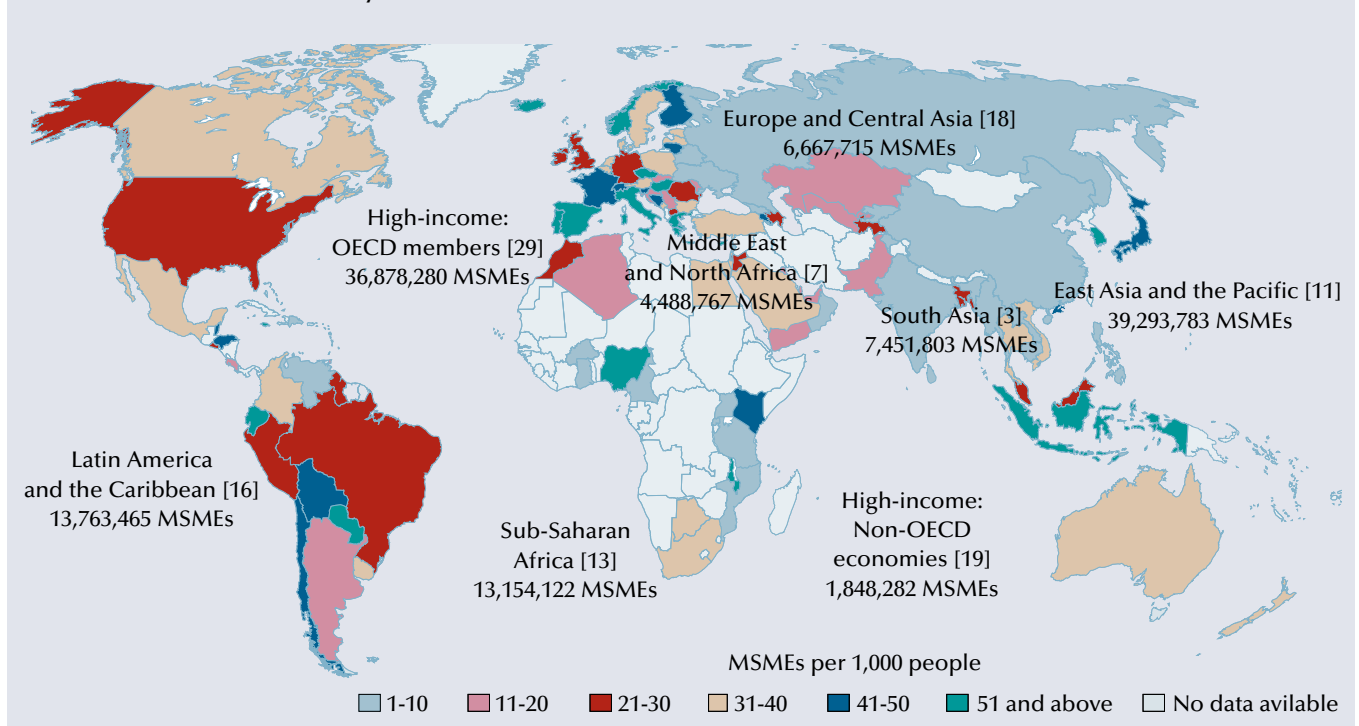 Europe and Central Asia [18]
6,667,715 MSMEs
High-income:
OECD members [29]
36,878,280 MSMEs
Middle East
and North Africa [7]
4,488,767 MSMEs
East Asia and the Pacific [11]
39,293,783 MSMEs
South Asia [3]
7,451,803 MSMEs
Latin America
and the Caribbean [16]
13,763,465 MSMEs
Sub-Saharan
Africa [13]
13,154,122 MSMEs
High-income:
Non-OECD
economies [19]
1,848,282 MSMEs
MSMEs per 1,000 people
1-10 11-20 21-30 31-40 41-50 51 and above No data avilable